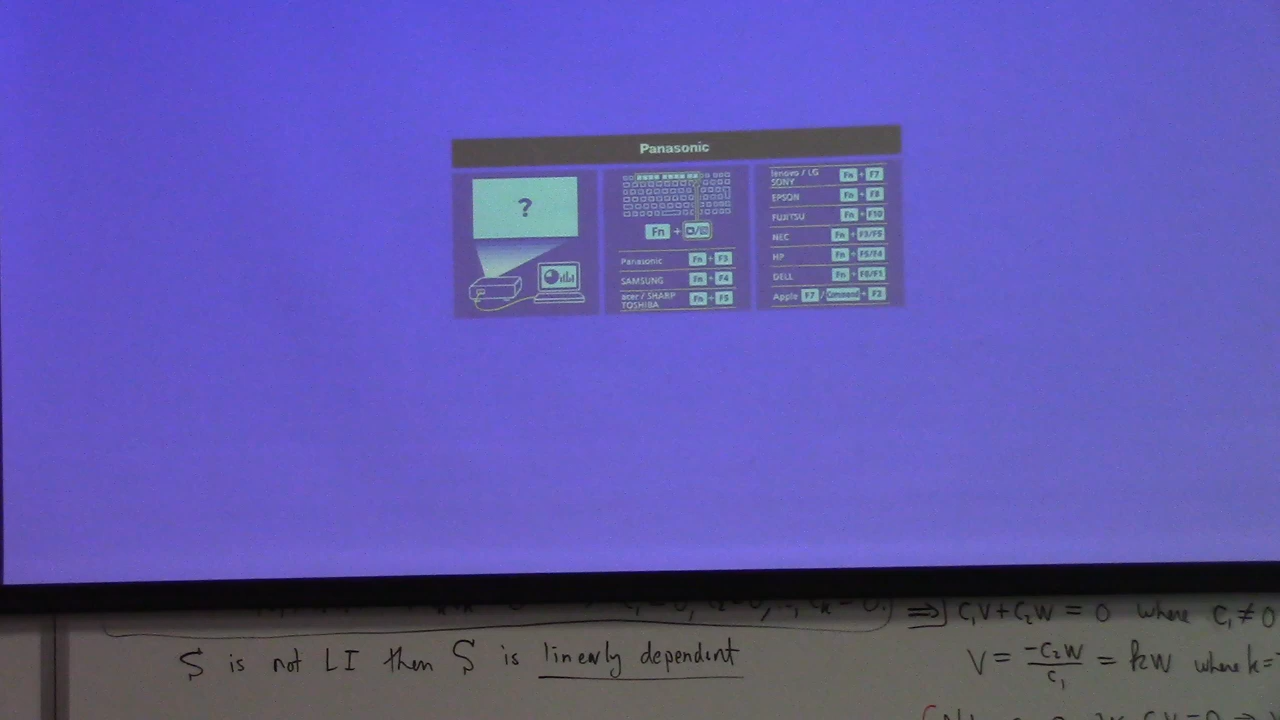 Panasonic
?
Fn + 
Panasonic Fn + F3
SAMSUNG Fn + F4
acer / SHARP
TOSHIBA Fn + F5
lenovo / LG
SONY Fn + F7
EPSON Fn + F8
FUJITSU Fn + F10
NEC Fn + F3/F5
HP Fn + F5/F4
DELL Fn + F8/F1
Apple F7 / Command + F2
⟹] C₁V + C₂W = 0 where C₁ ≠ 0
S is not LI then S is linearly dependent
V = -C₂W/C₁ = kW where k =